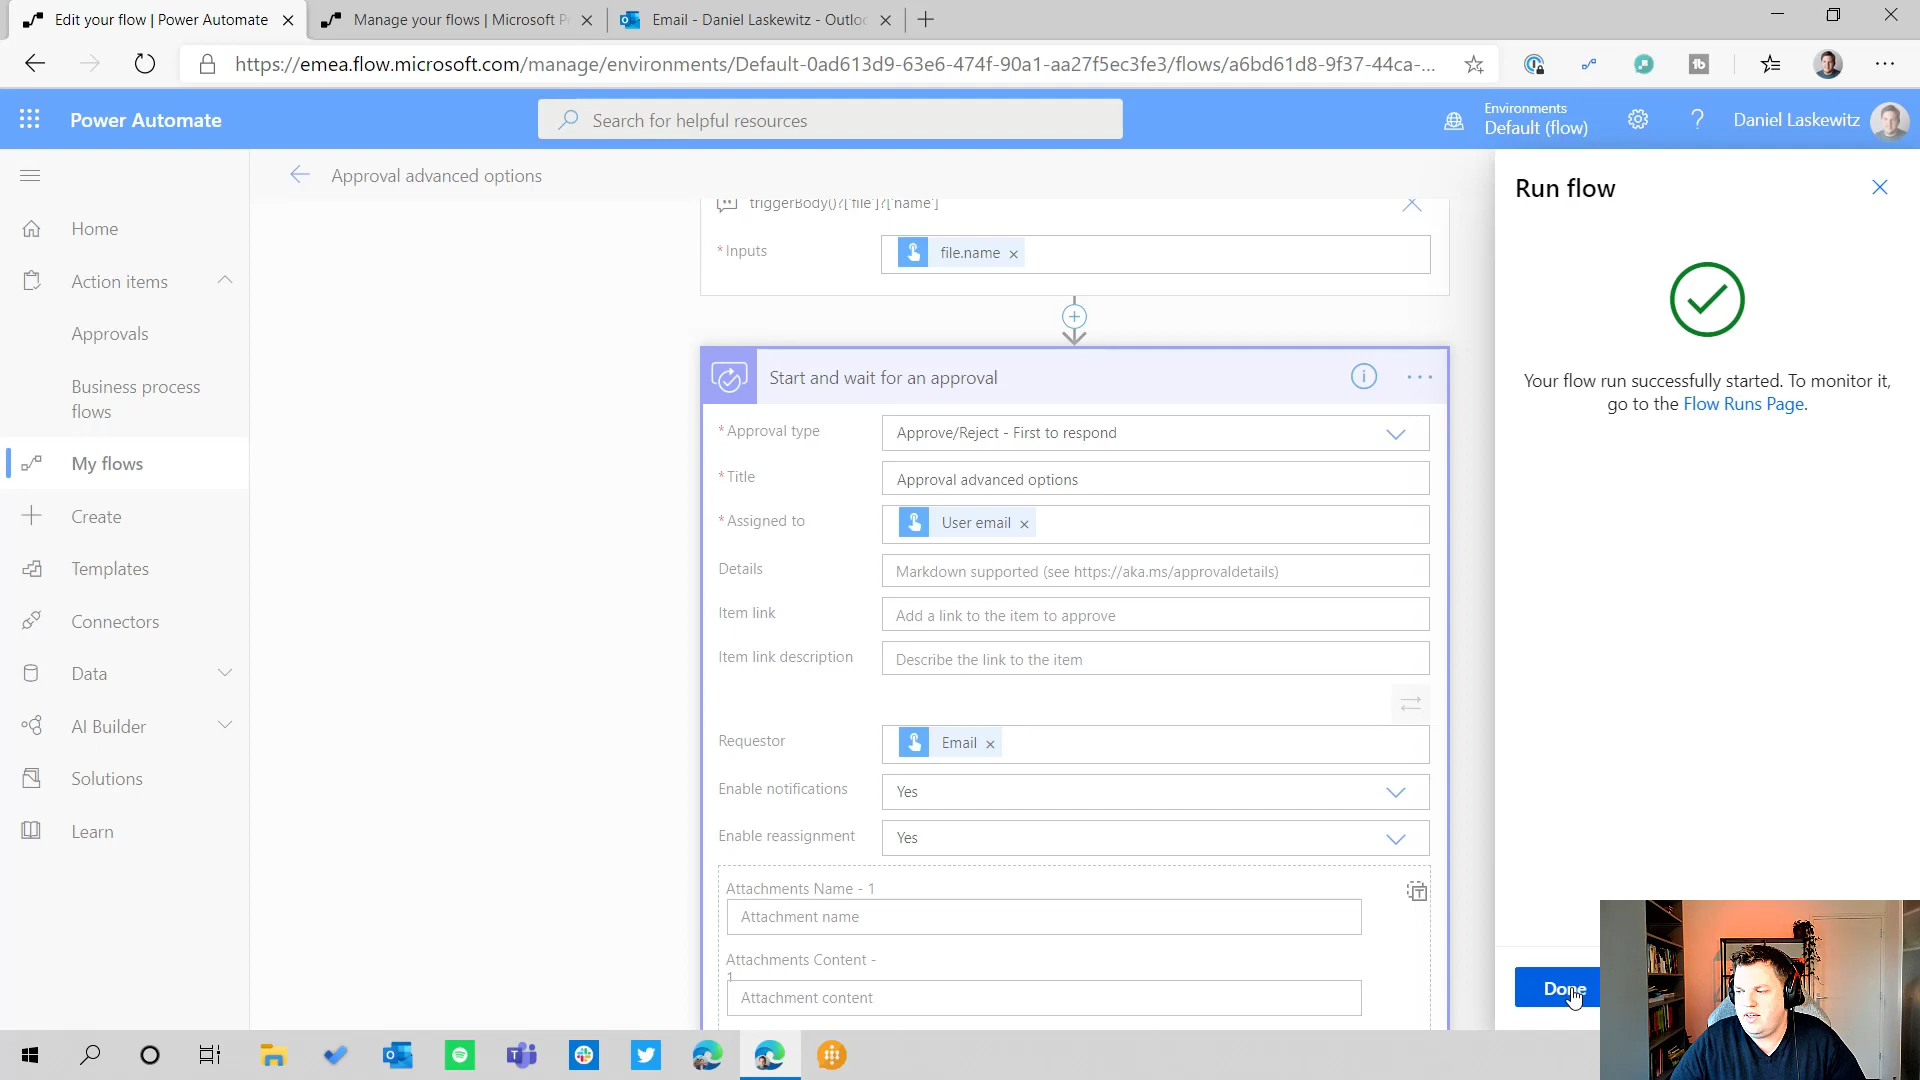 Edit your flow | Power Automate
Manage your flows | Microsoft P
Email - Daniel Laskewitz - Outlo
https://emea.flow.microsoft.com/manage/environments/Default-0ad613d9-63e6-474f-90a1-aa27f5ec3fe3/flows/a6bd61d8-9f37-44ca-...
Power Automate
Search for helpful resources
Environments
Default (flow)
Daniel Laskewitz
Approval advanced options
Run flow
triggerBody()?['file']?['name']
* Inputs
file.name
Home
Action items
Approvals
Business process
flows
My flows
Create
Templates
Connectors
Data
AI Builder
Solutions
Learn
Start and wait for an approval
* Approval type
Approve/Reject - First to respond
* Title
Approval advanced options
* Assigned to
User email
Details
Markdown supported (see https://aka.ms/approvaldetails)
Item link
Add a link to the item to approve
Item link description
Describe the link to the item
Requestor
Email
Enable notifications
Yes
Enable reassignment
Yes
Attachments Name - 1
Attachment name
Attachments Content -
1
Attachment content
Your flow run successfully started. To monitor it,
go to the Flow Runs Page.
Done